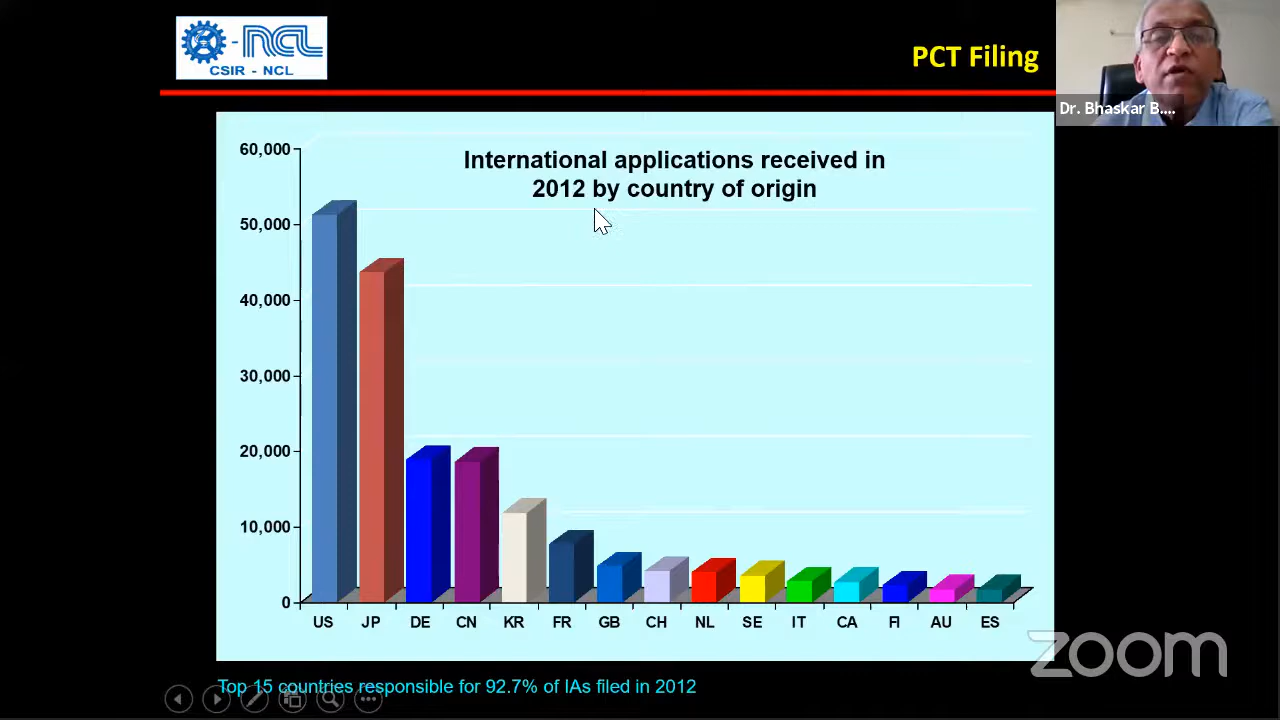 - NCL
CSIR - NCL
PCT Filing
Dr. Bhaskar B....
International applications received in
2012 by country of origin
60,000
50,000
40,000
30,000
20,000
10,000
0
US JP DE CN KR FR GB CH NL SE IT CA FI AU ES
zoom
Top 15 countries responsible for 92.7% of IAs filed in 2012